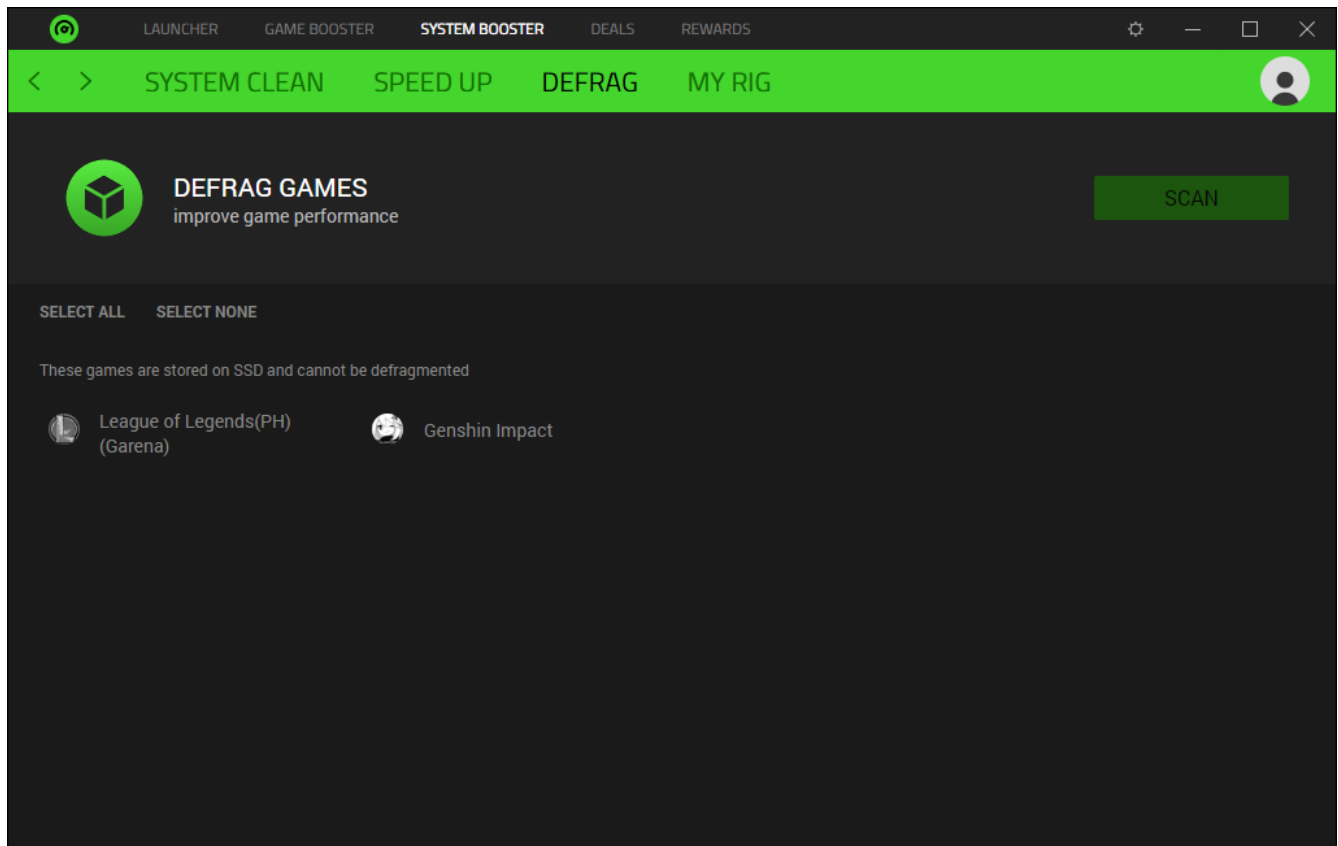 LAUNCHER GAME BOOSTER SYSTEM BOOSTER DEALS REWARDS
SYSTEM CLEAN SPEED UP DEFRAG MY RIG
DEFRAG GAMES
improve game performance
SCAN
SELECT ALL SELECT NONE
These games are stored on SSD and cannot be defragmented
League of Legends(PH)
(Garena)
Genshin Impact